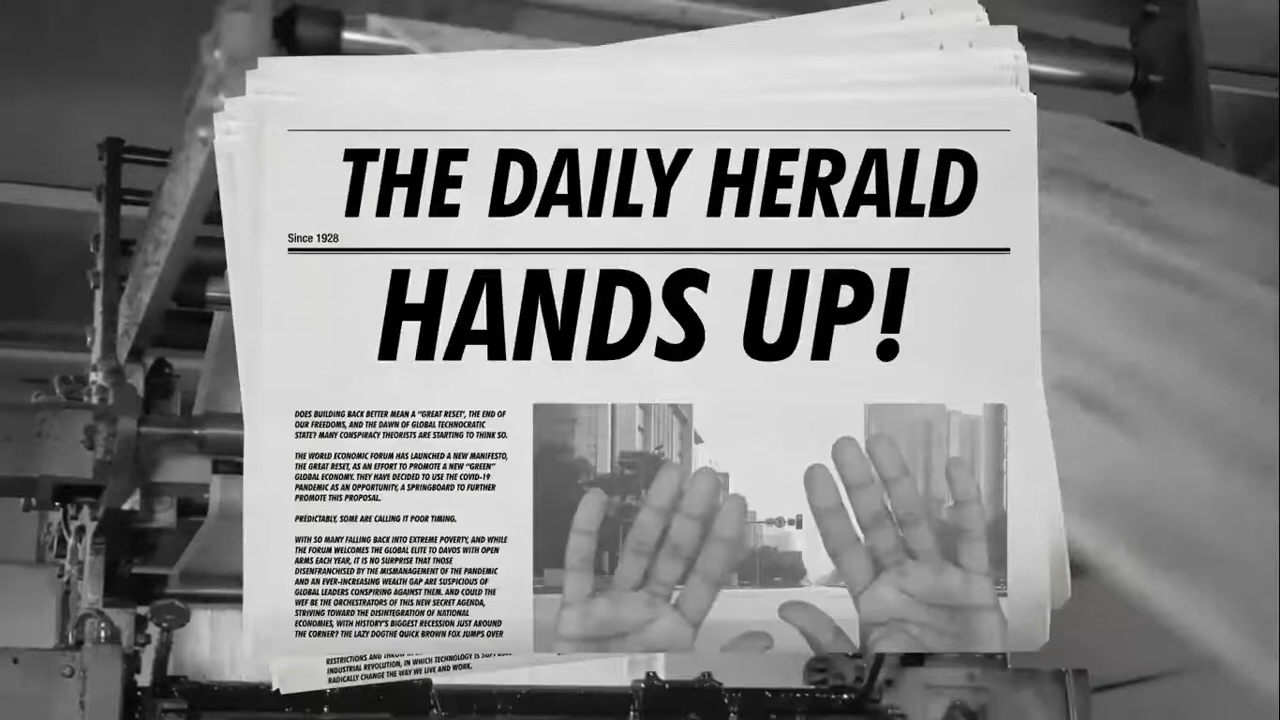 THE DAILY HERALD
Since 1928
HANDS UP!
DOES BUILDING BACK BETTER MEAN A "GREAT RESET', THE END OF
OUR FREEDOMS, AND THE DAWN OF GLOBAL TECHNOCRATIC
STATE? MANY CONSPIRACY THEORISTS ARE STARTING TO THINK SO.
THE WORLD ECONOMIC FORUM HAS LAUNCHED A NEW MANIFESTO,
THE GREAT RESET, AS AN EFFORT TO PROMOTE A NEW "GREEN"
GLOBAL ECONOMY. THEY HAVE DECIDED TO USE THE COVID-19
PANDEMIC AS AN OPPORTUNITY, A SPRINGBOARD TO FURTHER
PROMOTE THIS PROPOSAL.
PREDICTABLY, SOME ARE CALLING IT POOR TIMING.
WITH SO MANY FALLING BACK INTO EXTREME POVERTY, AND WHILE
THE FORUM WELCOMES THE GLOBAL ELITE TO DAVOS WITH OPEN
ARMS EACH YEAR, IT IS NO SURPRISE THAT THOSE
DISENFRANCHISED BY THE MISMANAGEMENT OF THE PANDEMIC
AND AN EVER-INCREASING WEALTH GAP ARE SUSPICIOUS OF
GLOBAL LEADERS CONSPIRING AGAINST THEM. AND COULD THE
WEF BE THE ORCHESTRATORS OF THIS NEW SECRET AGENDA,
STRIVING TOWARD THE DISINTEGRATION OF NATIONAL
ECONOMIES, WITH HISTORY'S BIGGEST RECESSION JUST AROUND
THE CORNER? THE LAZY DOGTHE QUICK BROWN FOX JUMPS OVER
RESTRICTIONS AND THROW
INDUSTRIAL REVOLUTION, IN WHICH TECHNOLOGY IS
RADICALLY CHANGE THE WAY WE LIVE AND WORK.